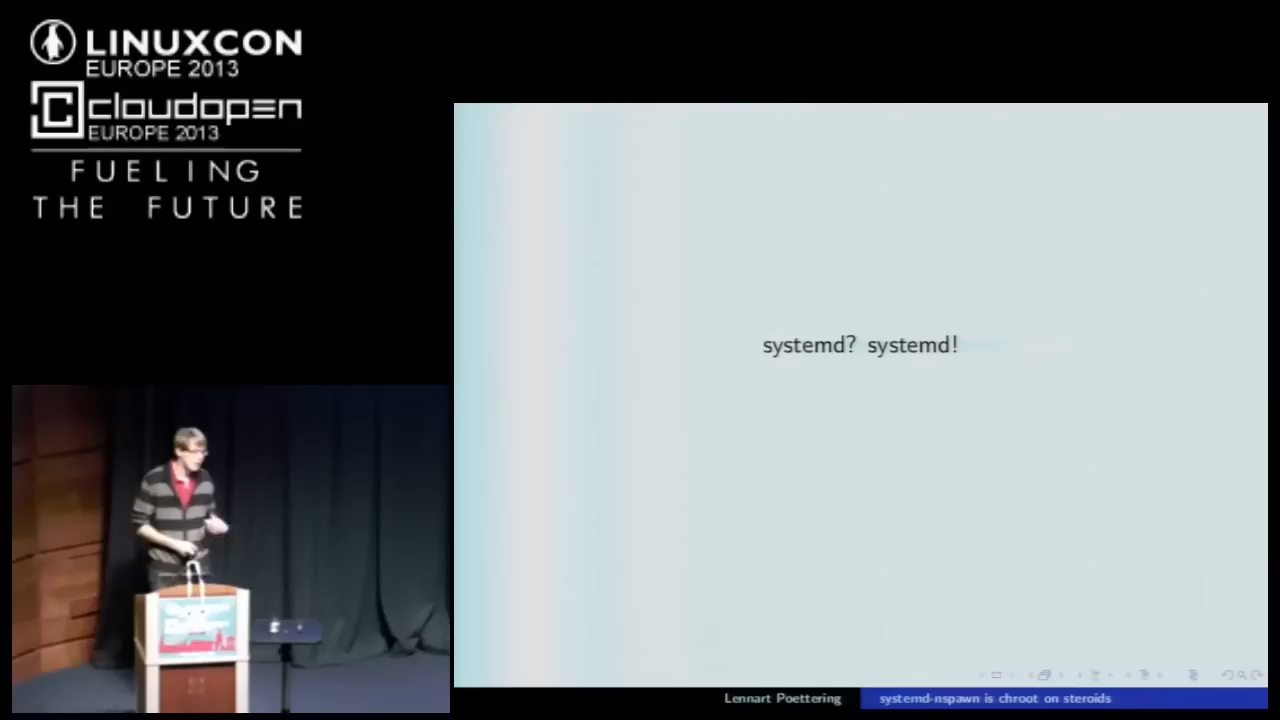 LINUXCON
EUROPE 2013
cloudopen
EUROPE 2013
FUELING
THE FUTURE
systemd? systemd!
Lennart Poettering
systemd-nspawn is chroot on steroids